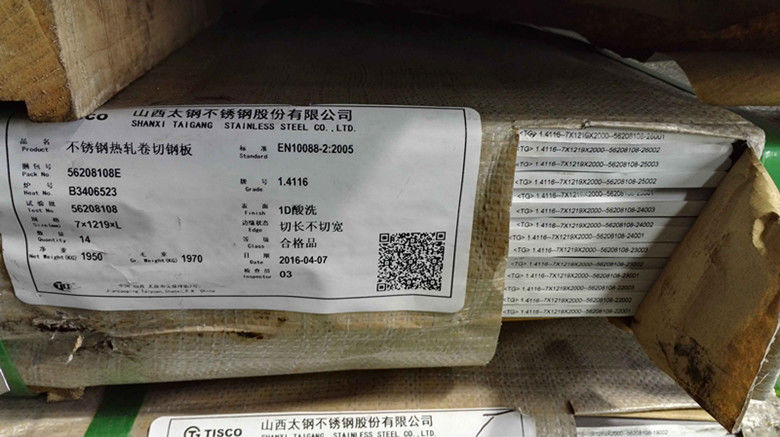 山西太钢不锈钢股份有限公司
SHANXI TAIGANG STAINLESS STEEL CO.,LTD.
品名 Product 不锈钢热轧卷切钢板 标准 Standard EN10088-2:2005
捆包号 Pack No 56208108E
炉号 Heat No. B3406523 牌号 Grade 1.4116
试验批 Test No 56208108 表面 Finish 1D酸洗
规格 Size(mm) 7×1219×L 边缘状态 Edge 切长不切宽
数量 Quantity 14 等级 Class 合格品
净重 Net Weight(KG) 1950 毛重 Gr. Weight(KG) 1970 日期 Date 2016-04-07
检查员 Inspector 03
<TG> 1.4116--7X1219X2000--56208108-26002
<TG> 1.4116--7X1219X2000--56208108-25003
<TG> 1.4116--7X1219X2000--56208108-25002
<TG> 1.4116--7X1219X2000--56208108-24003
<TG> 1.4116--7X1219X2000--56208108-24001
<TG> 1.4116--7X1219X2000--56208108-23003
<TG> 1.4116--7X1219X2000--56208108-23001
<TG> 1.4116--7X1219X2000--56208108-22002
<TG> 1.4116--7X1219X2000--56208108-22001
TISCO
山西太钢不锈钢股份有限公司
SHANXI TAIGANG STAINLESS STEEL CO.,LTD.